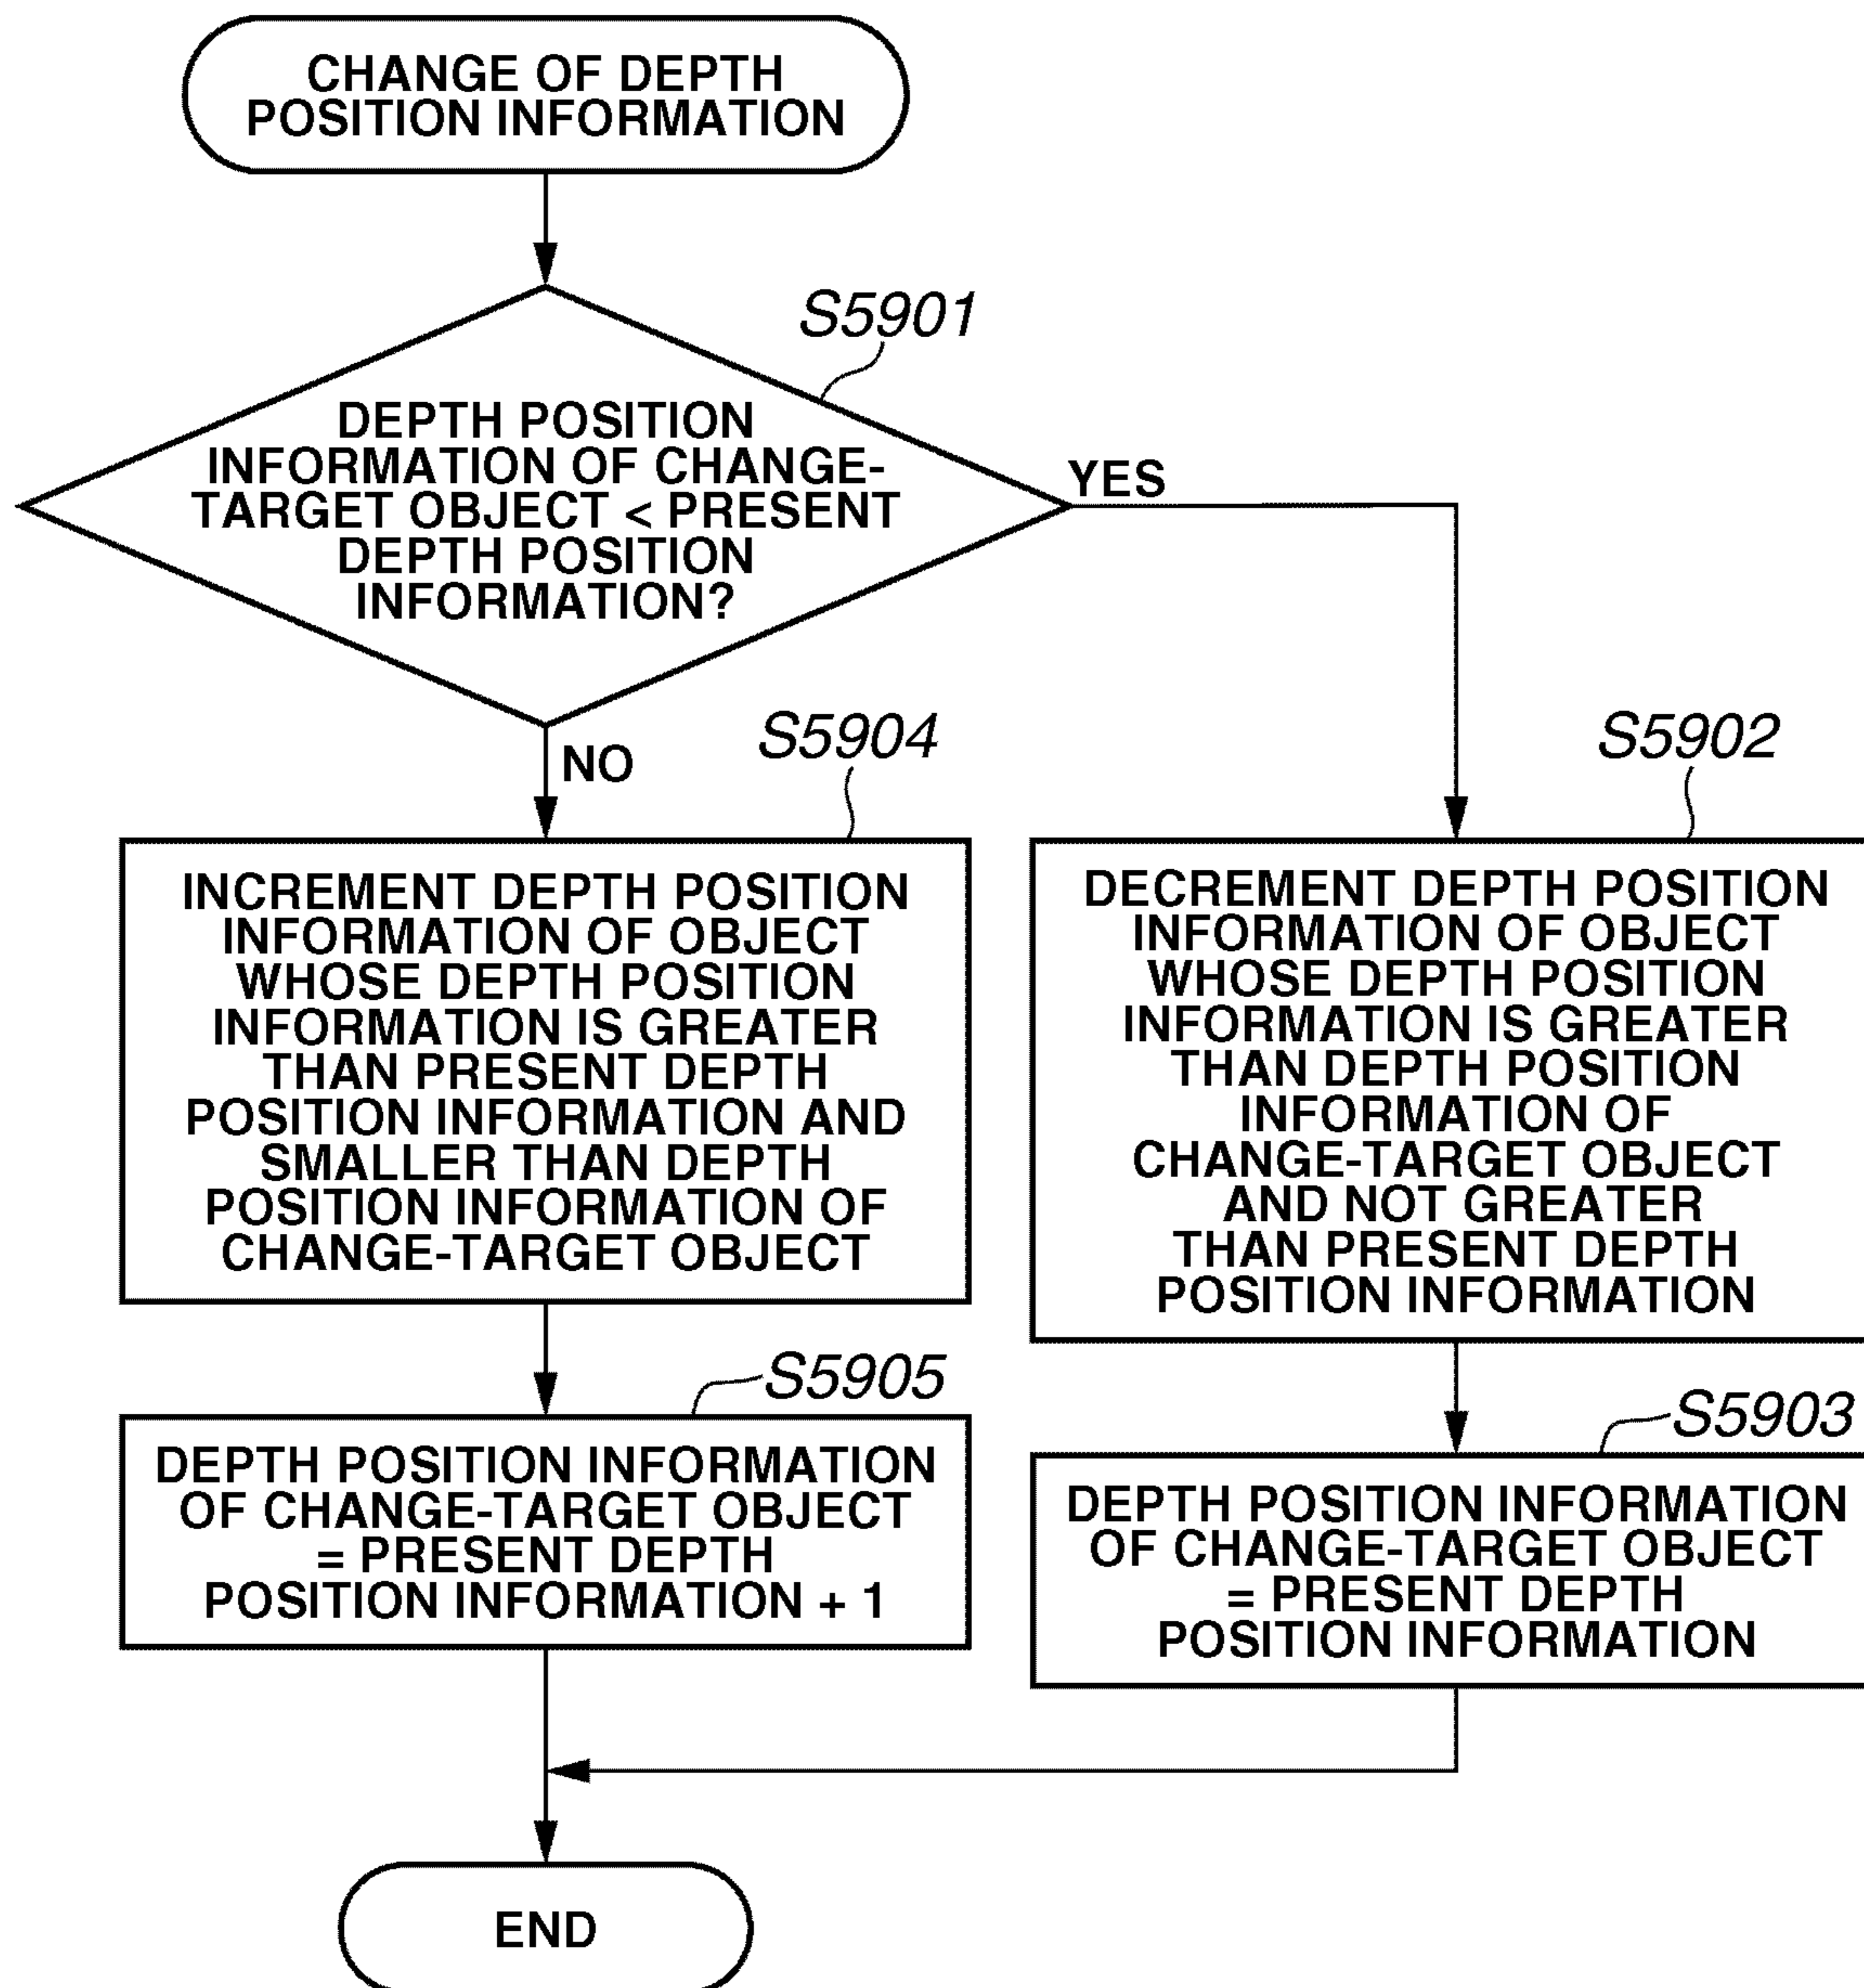 CHANGE OF DEPTH
POSITION INFORMATION
S5901
DEPTH POSITION
INFORMATION OF CHANGE-
TARGET OBJECT < PRESENT
DEPTH POSITION
INFORMATION?
YES
NO
S5904
INCREMENT DEPTH POSITION
INFORMATION OF OBJECT
WHOSE DEPTH POSITION
INFORMATION IS GREATER
THAN PRESENT DEPTH
POSITION INFORMATION AND
SMALLER THAN DEPTH
POSITION INFORMATION OF
CHANGE-TARGET OBJECT
S5902
DECREMENT DEPTH POSITION
INFORMATION OF OBJECT
WHOSE DEPTH POSITION
INFORMATION IS GREATER
THAN DEPTH POSITION
INFORMATION OF
CHANGE-TARGET OBJECT
AND NOT GREATER
THAN PRESENT DEPTH
POSITION INFORMATION
S5905
DEPTH POSITION INFORMATION
OF CHANGE-TARGET OBJECT
= PRESENT DEPTH
POSITION INFORMATION + 1
S5903
DEPTH POSITION INFORMATION
OF CHANGE-TARGET OBJECT
= PRESENT DEPTH
POSITION INFORMATION
END